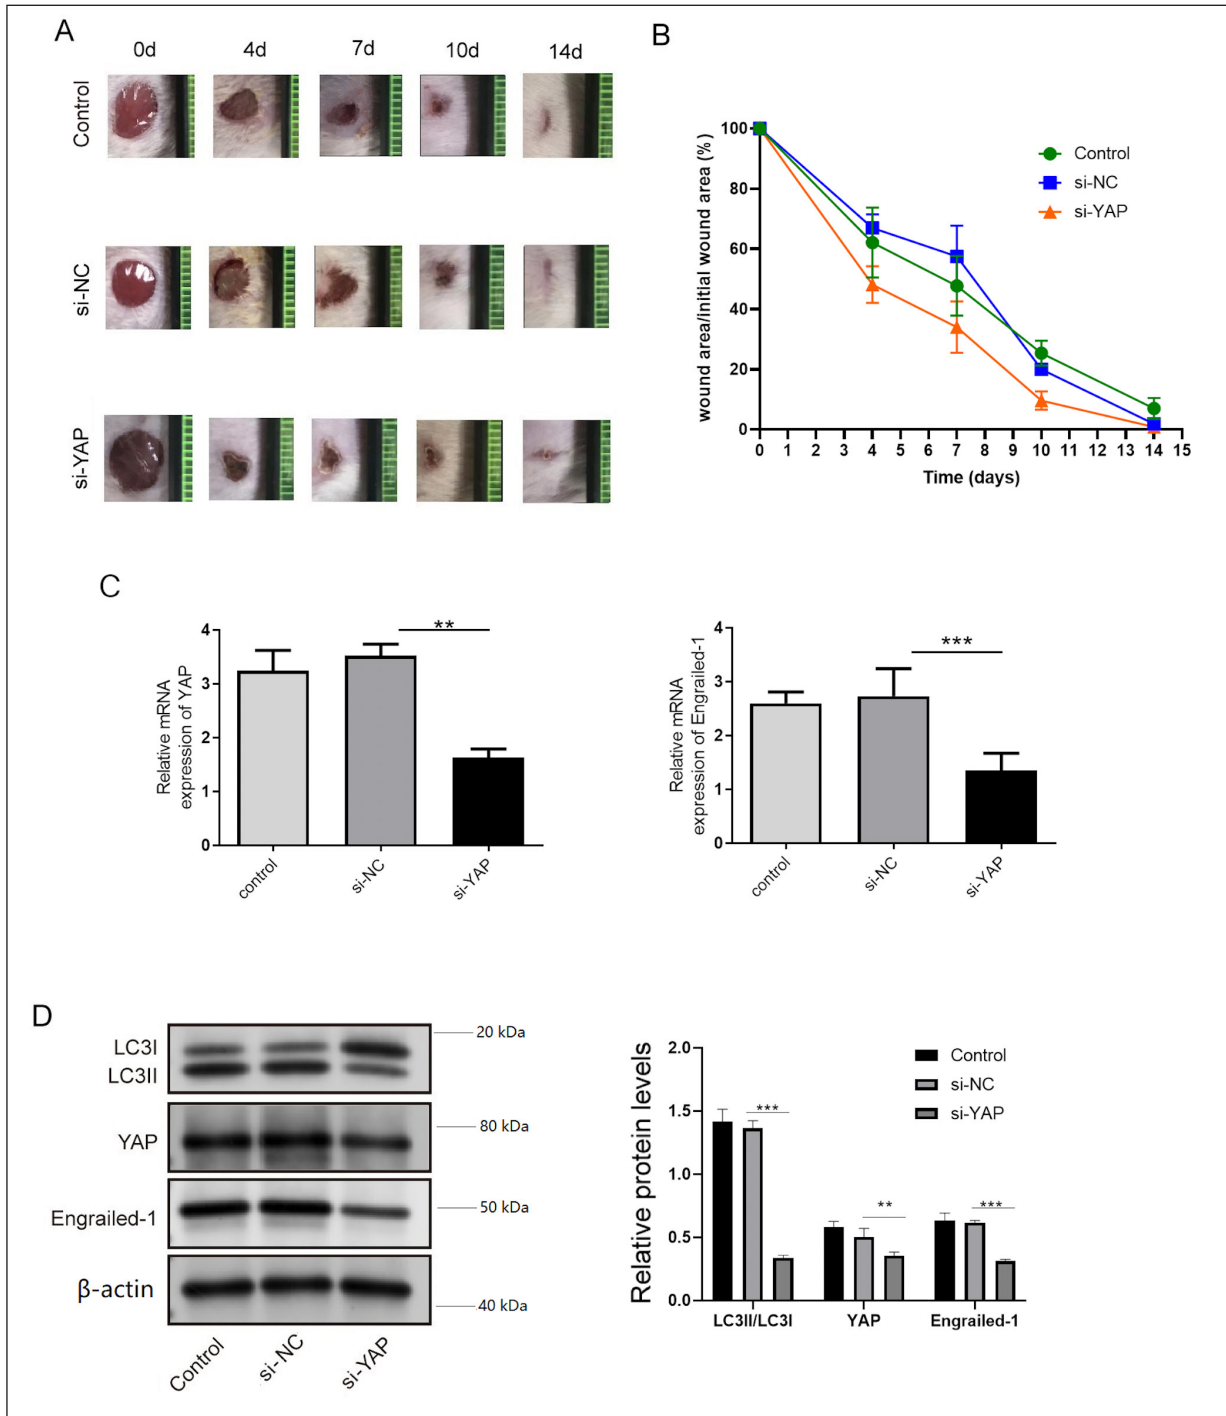 A
0d 4d 7d 10d 14d
Control
si-NC
si-YAP
B
wound area/initial wound area (%)
100
80
60
40
20
0
0 1 2 3 4 5 6 7 8 9 10 11 12 13 14 15
Time (days)
Control
si-NC
si-YAP
C
Relative mRNA
expression of YAP
4
3
2
1
0
**
control si-NC si-YAP
Relative mRNA
expression of Engrailed-1
4
3
2
1
0
***
control si-NC si-YAP
D
LC3I
LC3II
YAP
Engrailed-1
β-actin
20 kDa
80 kDa
50 kDa
40 kDa
Control si-NC si-YAP
Relative protein levels
2.0
1.5
1.0
0.5
0.0
Control
si-NC
si-YAP
***
**
***
LC3II/LC3I YAP Engrailed-1